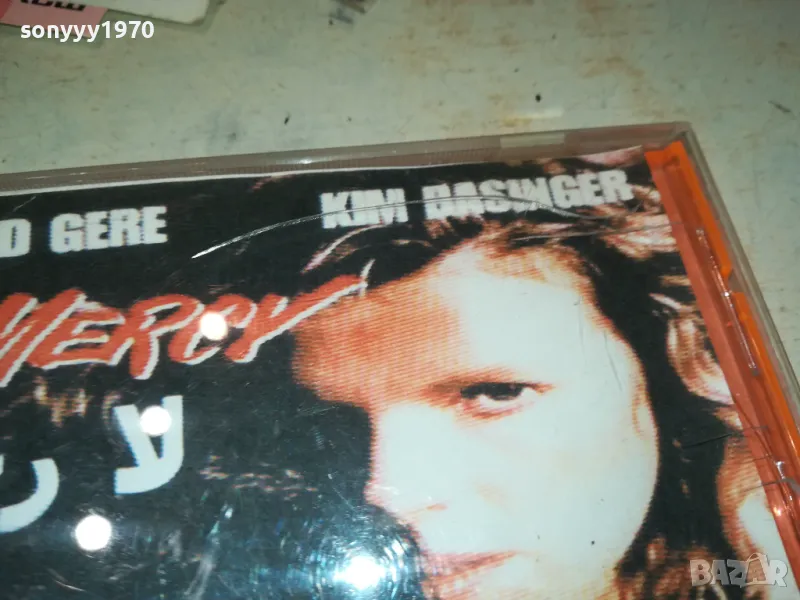 sonyyy1970
D GERE
KIM BASINGER
MERCY
BAZAR